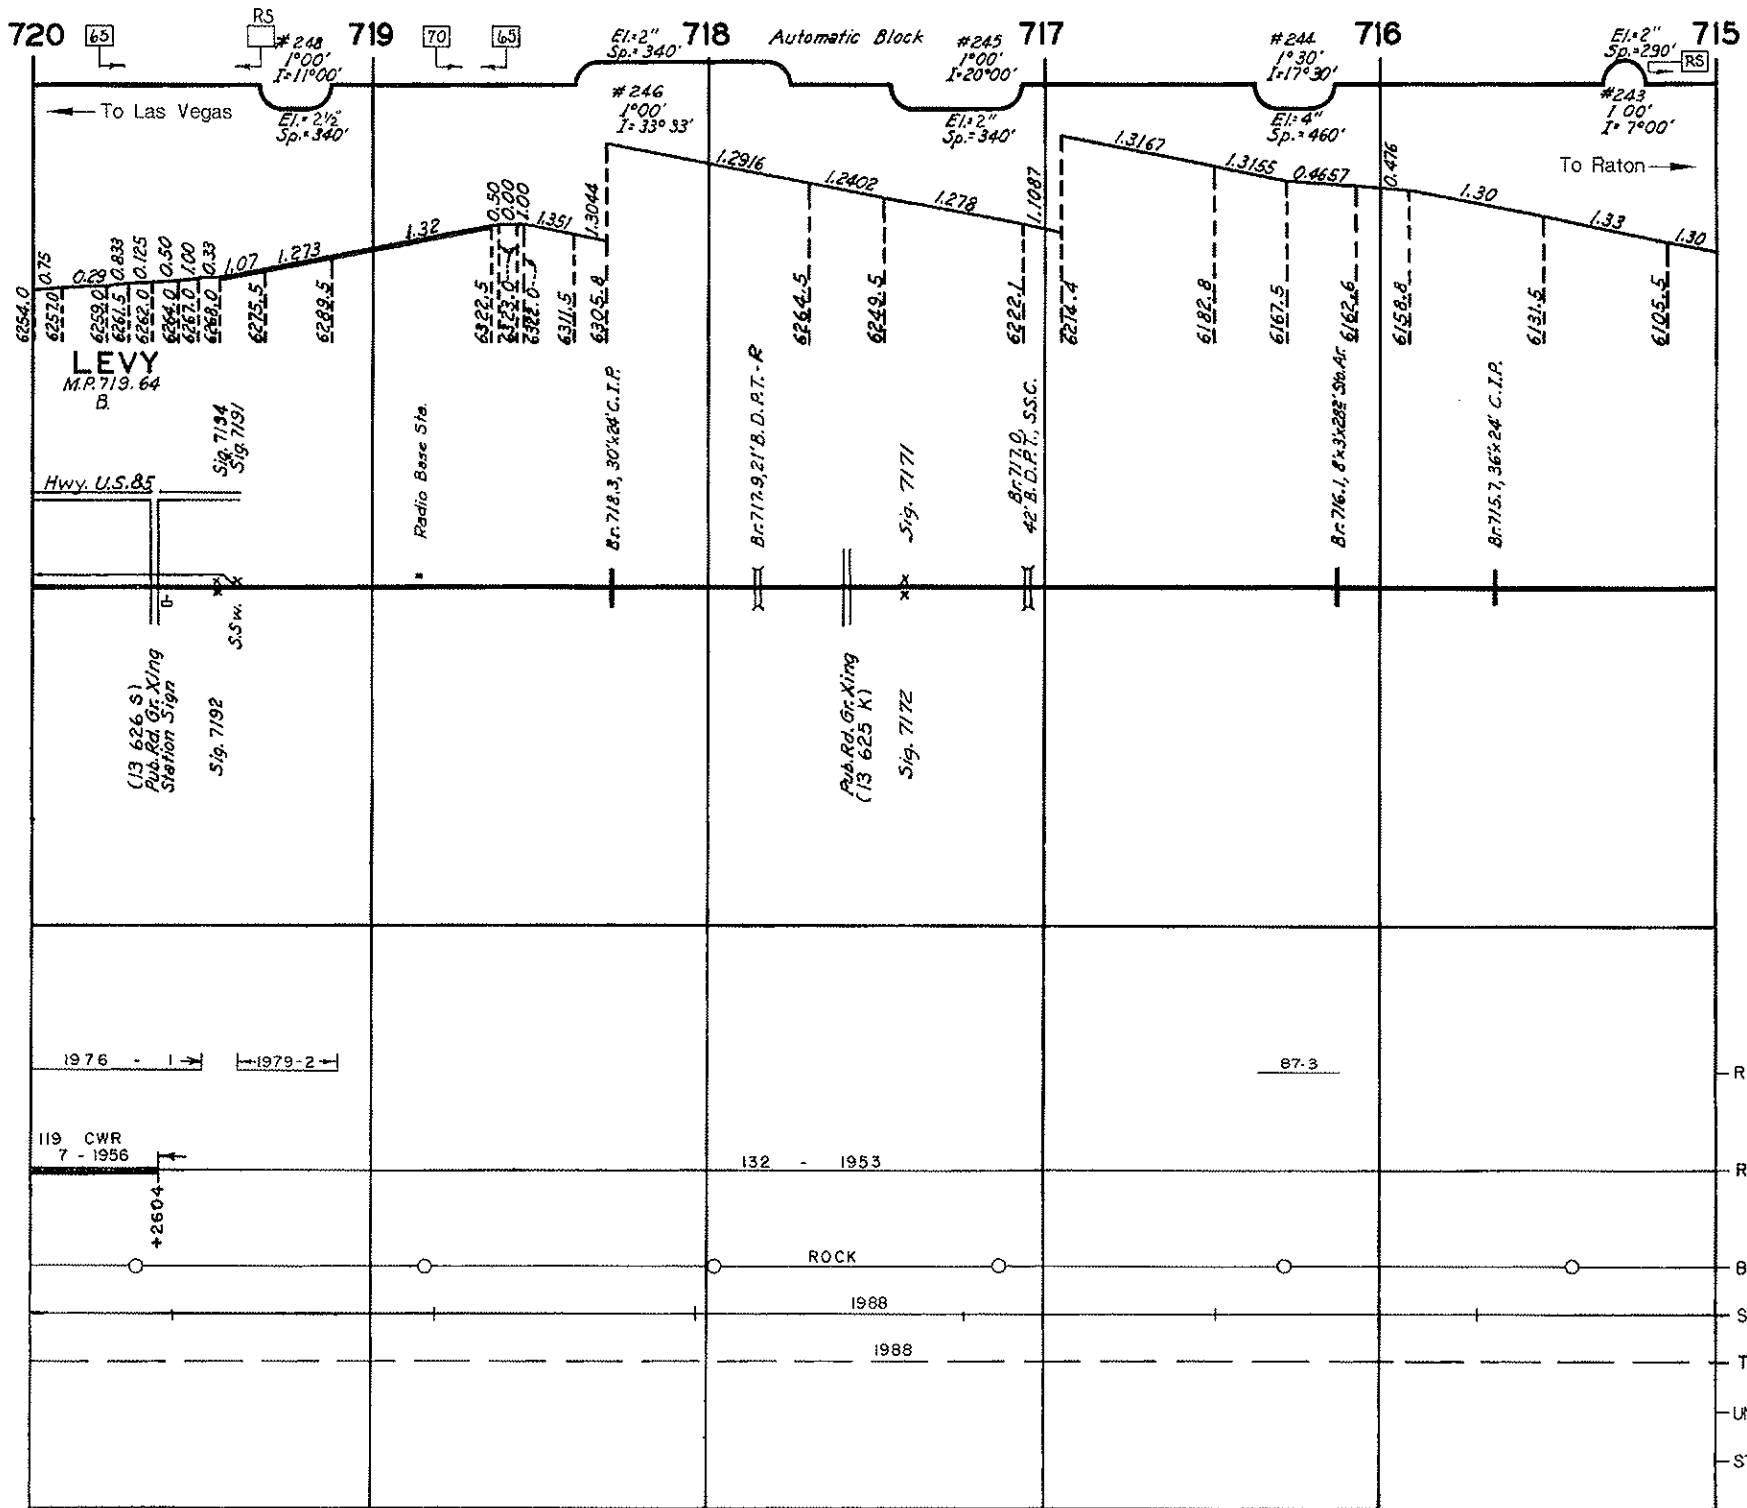 720
65
RS
719
70
65
718
Automatic Block
717
716
715
#248
1°00'
I=11°00'
El.=2½"
Sp.=340'
El.=2"
Sp.=340'
#246
1°00'
I=33°33'
#245
1°00'
I=20°00'
El.=2"
Sp.=340'
#244
1°30'
I=17°30'
El=4"
Sp.=460'
El.=2"
Sp.=290'
RS
#243
1 00'
I=7°00'
To Las Vegas
To Raton
0.75
0.29
0.833
0.125
0.50
1.00
0.33
1.07
1.273
1.32
0.50
0.00
1.00
1.351
1.3044
1.2916
1.2402
1.278
1.1087
1.3167
1.3155
0.4657
0.476
1.30
1.33
1.30
6254.0
6257.0
6259.0
6261.5
6262.0
6264.0
6267.0
6268.0
6275.5
6289.5
6322.5
6323.0
6322.0
6311.5
6305.8
6264.5
6249.5
6222.1
6214.4
6182.8
6167.5
6162.6
6158.8
6131.5
6105.5
LEVY
M.P. 719.64
B.
Sig. 7194
Sig. 7191
Hwy. U.S.85
Radio Base Sta.
Br. 718.3, 30"x24' C.I.P.
Br. 717.9, 21' B.D.P.T.-R
Sig. 7171
Br. 717.0,
42' B.D.P.T., S.S.C.
Br. 715.7, 36"x24' C.I.P.
S.Sw.
(13 626 S)
Pub. Rd. Gr. Xing
Station Sign
Sig. 7192
Pub. Rd. Gr. Xing
(13 625 K)
Sig. 7172
1976 - 1
1979-2
87-3
R
119 CWR
7 - 1956
132 - 1953
R
+2604
ROCK
B
1988
S
1988
T